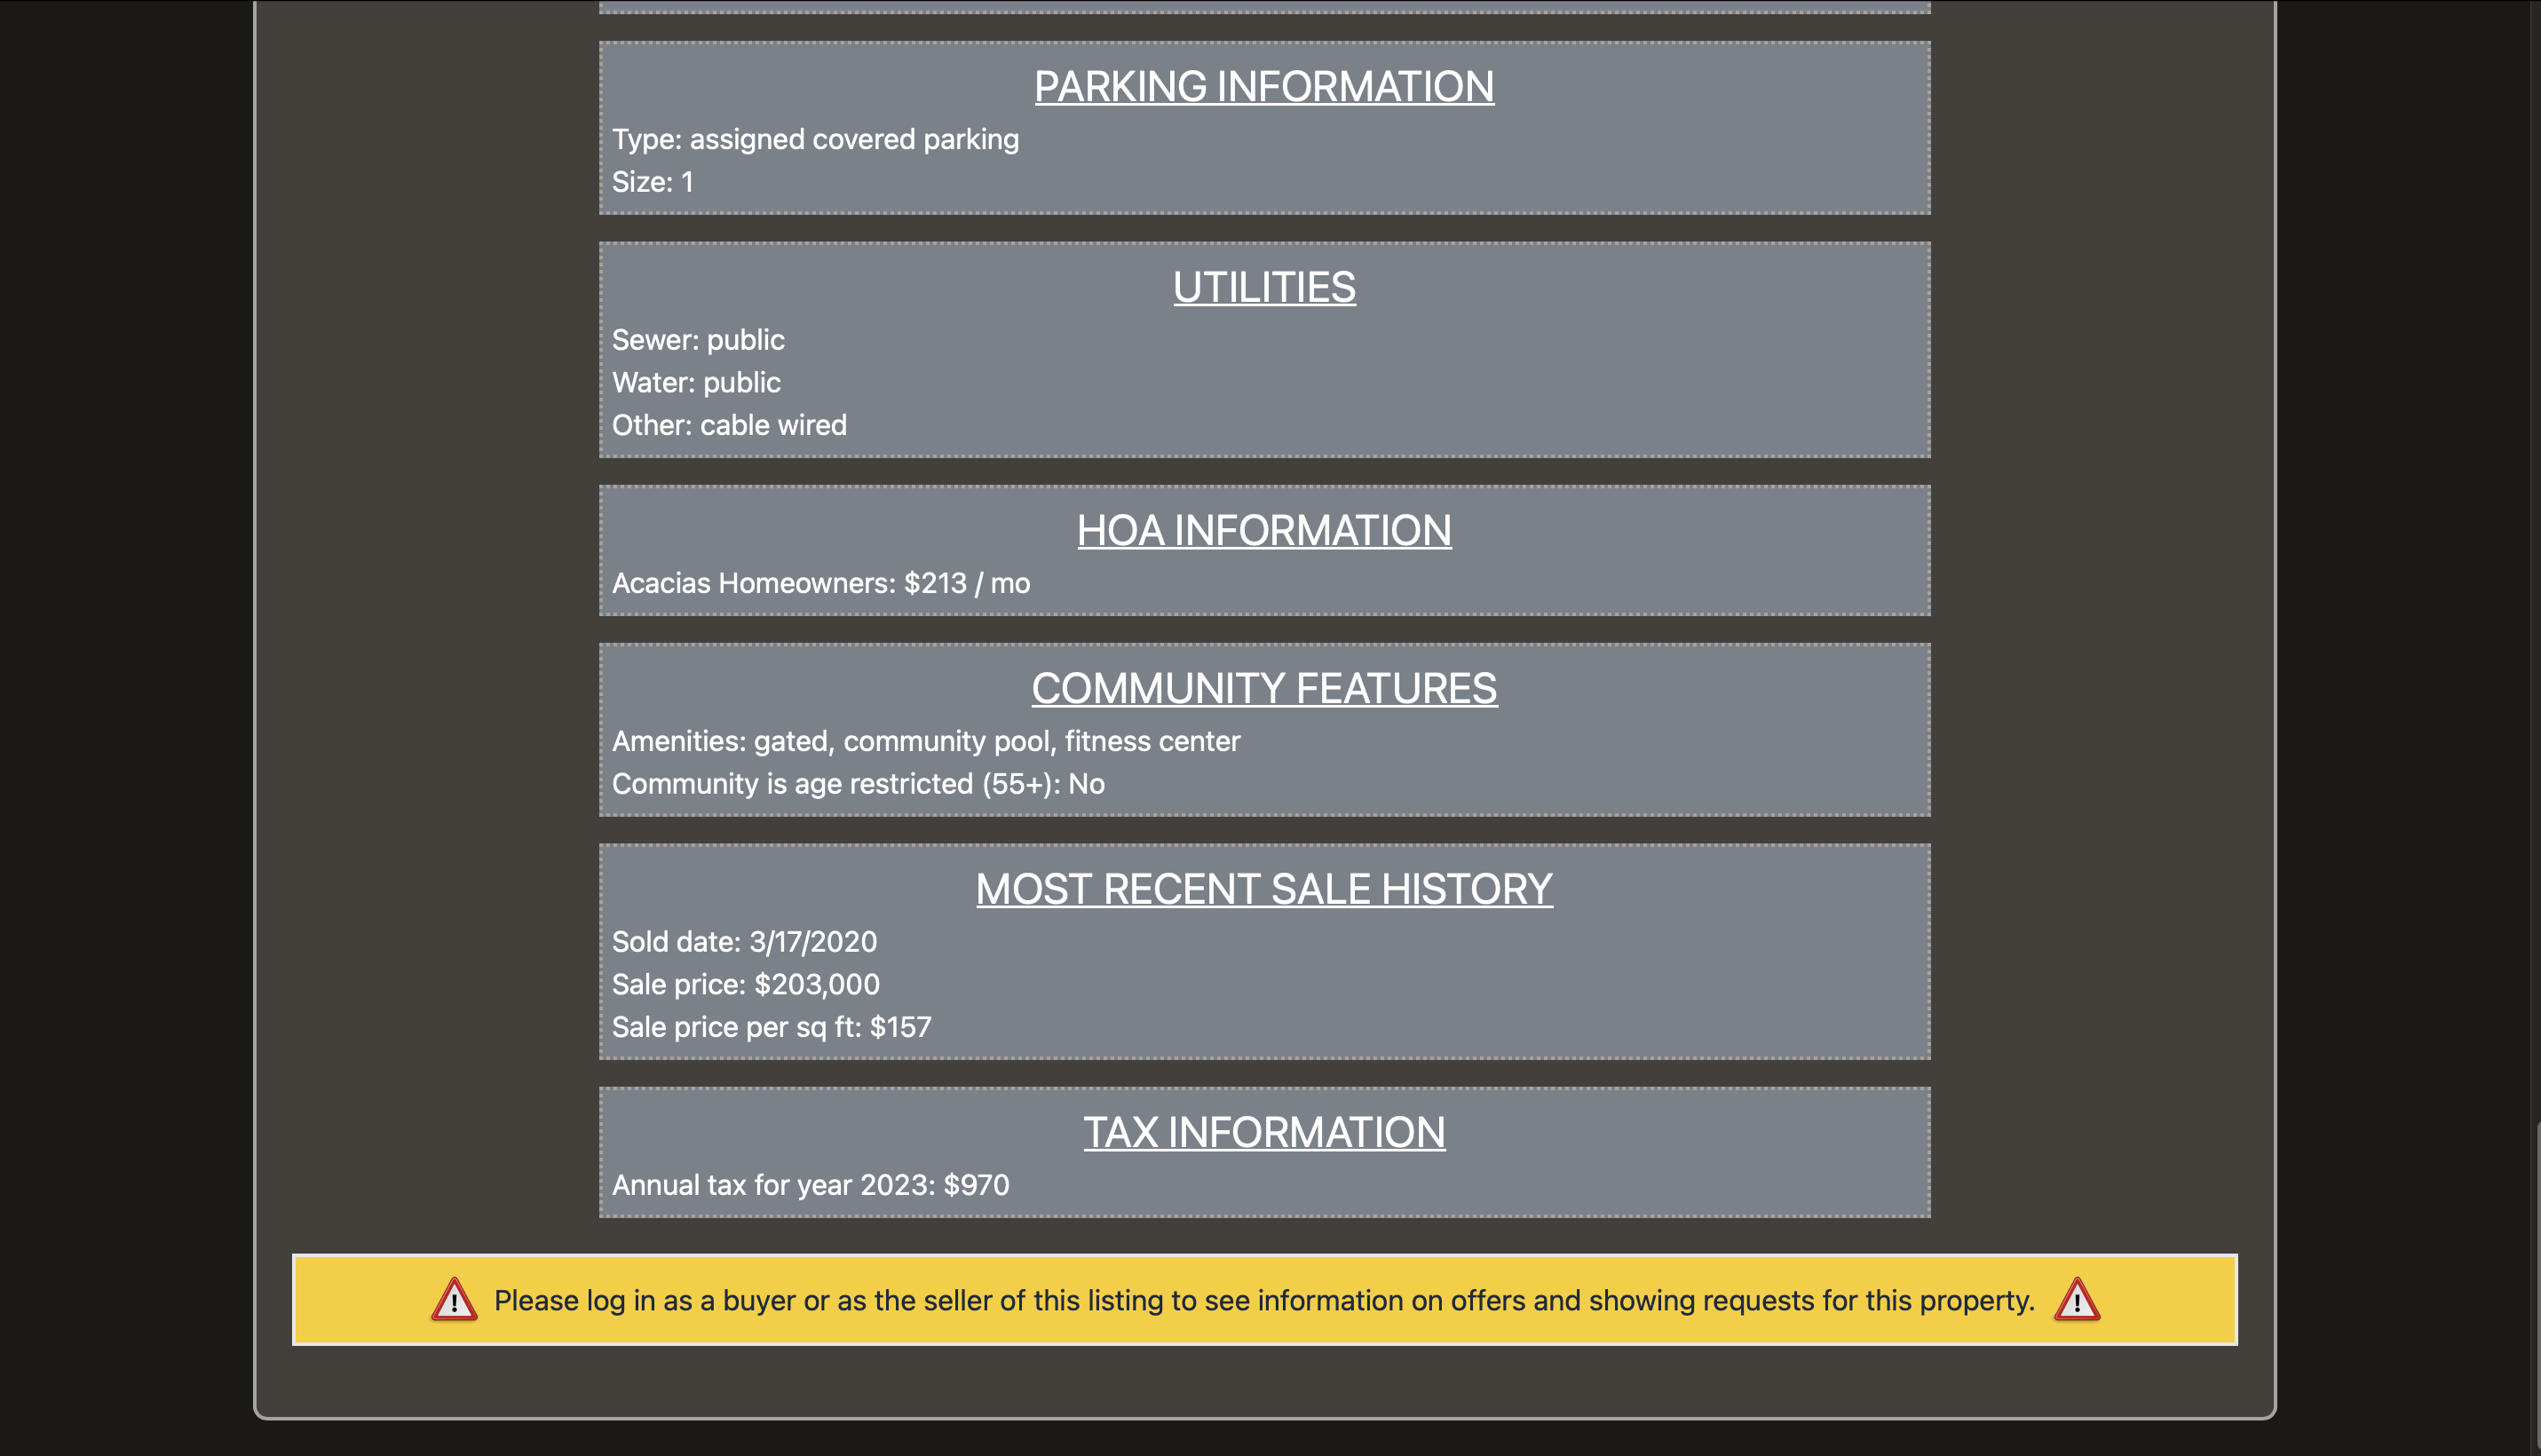 PARKING INFORMATION
Type: assigned covered parking
Size: 1
UTILITIES
Sewer: public
Water: public
Other: cable wired
HOA INFORMATION
Acacias Homeowners: $213 / mo
COMMUNITY FEATURES
Amenities: gated, community pool, fitness center
Community is age restricted (55+): No
MOST RECENT SALE HISTORY
Sold date: 3/17/2020
Sale price: $203,000
Sale price per sq ft: $157
TAX INFORMATION
Annual tax for year 2023: $970
Please log in as a buyer or as the seller of this listing to see information on offers and showing requests for this property.